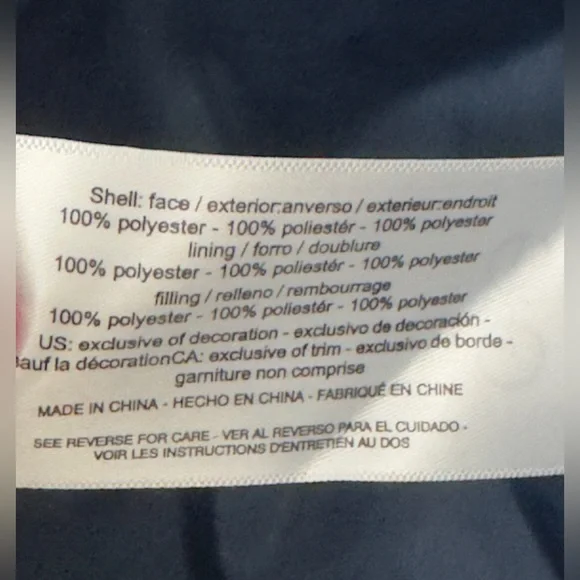 Shell: face / exterior:anverso / exterieur:endroit
100% polyester - 100% poliestér - 100% polyester
lining / forro / doublure
100% polyester - 100% poliestér - 100% polyester
filling / relleno / rembourrage
100% polyester - 100% poliestér - 100% polyester
US: exclusive of decoration - exclusivo de decoración -
auf la décorationCA: exclusive of trim - exclusivo de borde -
garniture non comprise
MADE IN CHINA - HECHO EN CHINA - FABRIQUÉ EN CHINE
SEE REVERSE FOR CARE - VER AL REVERSO PARA EL CUIDADO -
VOIR LES INSTRUCTIONS D'ENTRETIEN AU DOS